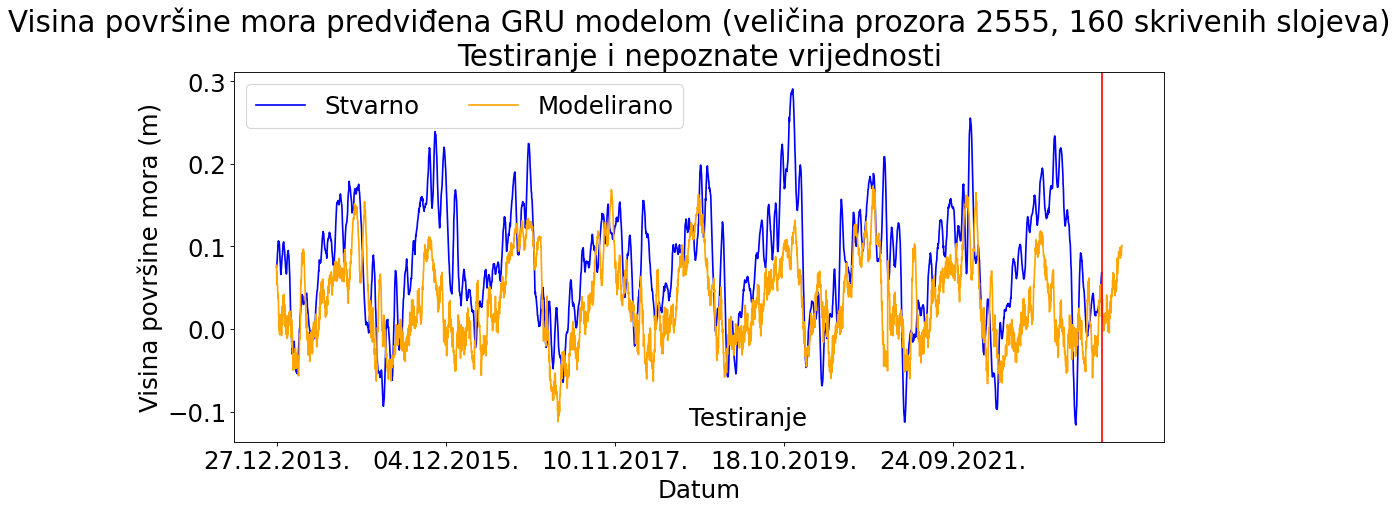 Visina površine mora predviđena GRU modelom (veličina prozora 2555, 160 skrivenih slojeva)
Testiranje i nepoznate vrijednosti
Stvarno
Modelirano
Visina površine mora (m)
0.3
0.2
0.1
0.0
−0.1
Testiranje
27.12.2013.
04.12.2015.
10.11.2017.
18.10.2019.
24.09.2021.
Datum